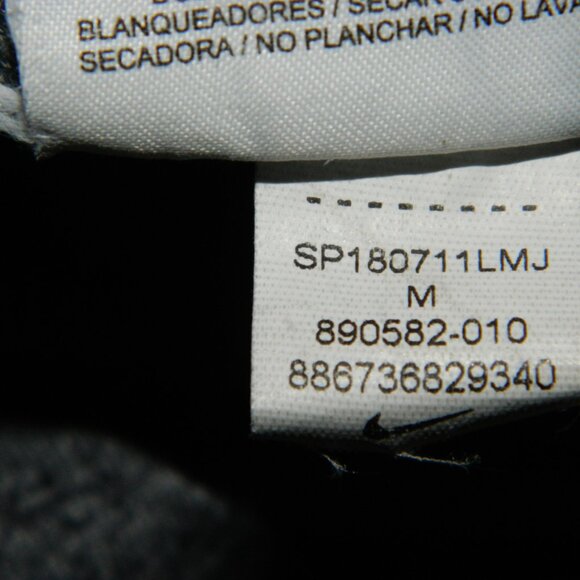 BLANQUEADORES / SECAR
SECADORA / NO PLANCHAR / NO LAVA
--------
SP180711LMJ
M
890582-010
886736829340